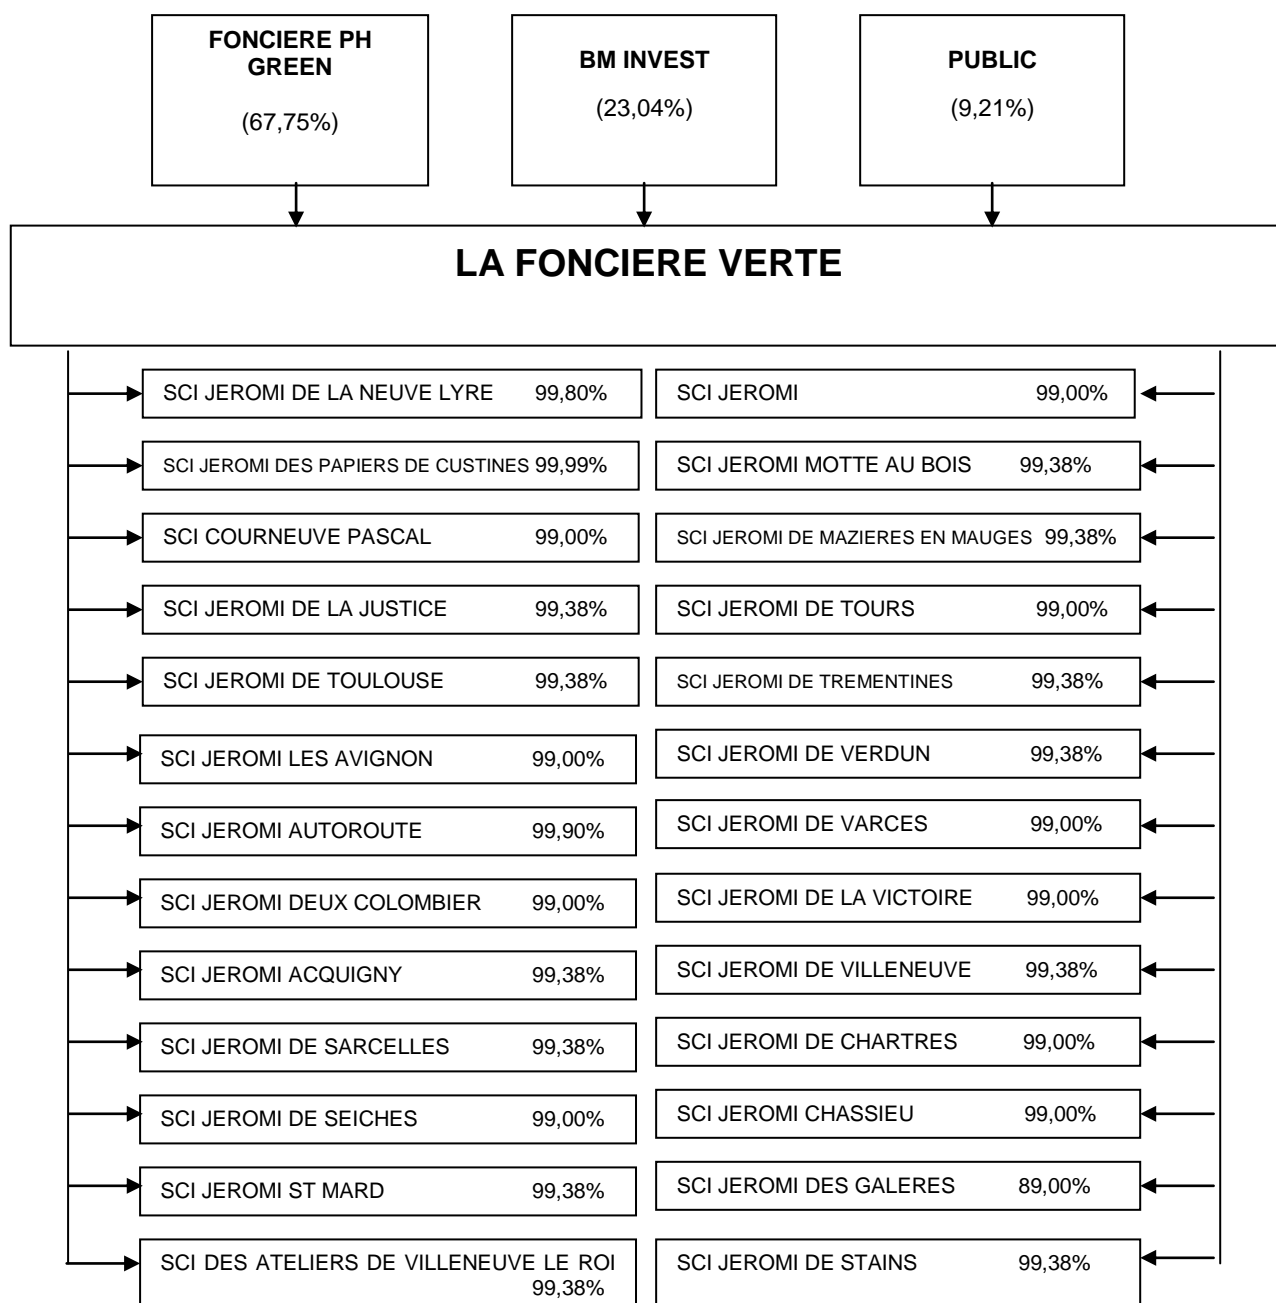 FONCIERE PH
GREEN
(67,75%)
BM INVEST
(23,04%)
PUBLIC
(9,21%)
LA FONCIERE VERTE
SCI JEROMI DE LA NEUVE LYRE 99,80%
SCI JEROMI 99,00%
SCI JEROMI DES PAPIERS DE CUSTINES 99,99%
SCI JEROMI MOTTE AU BOIS 99,38%
SCI COURNEUVE PASCAL 99,00%
SCI JEROMI DE MAZIERES EN MAUGES 99,38%
SCI JEROMI DE LA JUSTICE 99,38%
SCI JEROMI DE TOURS 99,00%
SCI JEROMI DE TOULOUSE 99,38%
SCI JEROMI DE TREMENTINES 99,38%
SCI JEROMI LES AVIGNON 99,00%
SCI JEROMI DE VERDUN 99,38%
SCI JEROMI AUTOROUTE 99,90%
SCI JEROMI DE VARCES 99,00%
SCI JEROMI DEUX COLOMBIER 99,00%
SCI JEROMI DE LA VICTOIRE 99,00%
SCI JEROMI ACQUIGNY 99,38%
SCI JEROMI DE VILLENEUVE 99,38%
SCI JEROMI DE SARCELLES 99,38%
SCI JEROMI DE CHARTRES 99,00%
SCI JEROMI DE SEICHES 99,00%
SCI JEROMI CHASSIEU 99,00%
SCI JEROMI ST MARD 99,38%
SCI JEROMI DES GALERES 89,00%
SCI DES ATELIERS DE VILLENEUVE LE ROI
99,38%
SCI JEROMI DE STAINS 99,38%